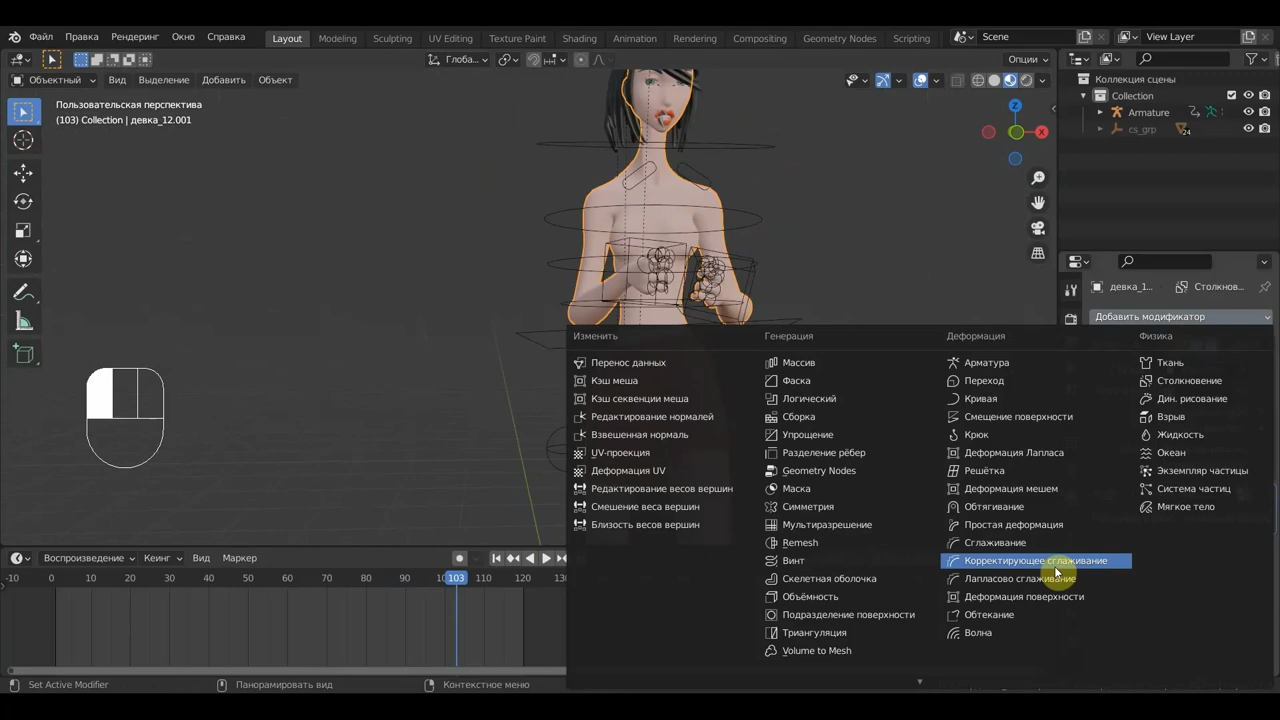 Файл Правка Рендеринг Окно Справка Layout Modeling Sculpting UV Editing Texture Paint Shading Animation Rendering Compositing Geometry Nodes Scripting Scene View Layer
Глоба... Опции
Объектный Вид Выделение Добавить Объект
Коллекция сцены
Collection
Armature
cs_grp 24
Пользовательская перспектива
(103) Collection | девка_12.001
Z
X
девка_1... Столкнов...
Добавить модификатор
Изменить Генерация Деформация Физика
Перенос данных Массив Арматура Ткань
Кэш меша Фаска Переход Столкновение
Кэш секвенции меша Логический Кривая Дин. рисование
Редактирование нормалей Сборка Смещение поверхности Взрыв
Взвешенная нормаль Упрощение Крюк Жидкость
UV-проекция Разделение рёбер Деформация Лапласа Океан
Деформация UV Geometry Nodes Решётка Экземпляр частицы
Редактирование весов вершин Маска Деформация мешем Система частиц
Смешение веса вершин Симметрия Обтягивание Мягкое тело
Близость весов вершин Мультиразрешение Простая деформация
Remesh Сглаживание
Винт Корректирующее сглаживание
Скелетная оболочка Лапласово сглаживание
Объёмность Деформация поверхности
Подразделение поверхности Обтекание
Триангуляция Волна
Volume to Mesh
Воспроизведение Кеинг Вид Маркер
-10 0 10 20 30 40 50 60 70 80 90 103 110 120 130
Set Active Modifier Панорамировать вид Контекстное меню